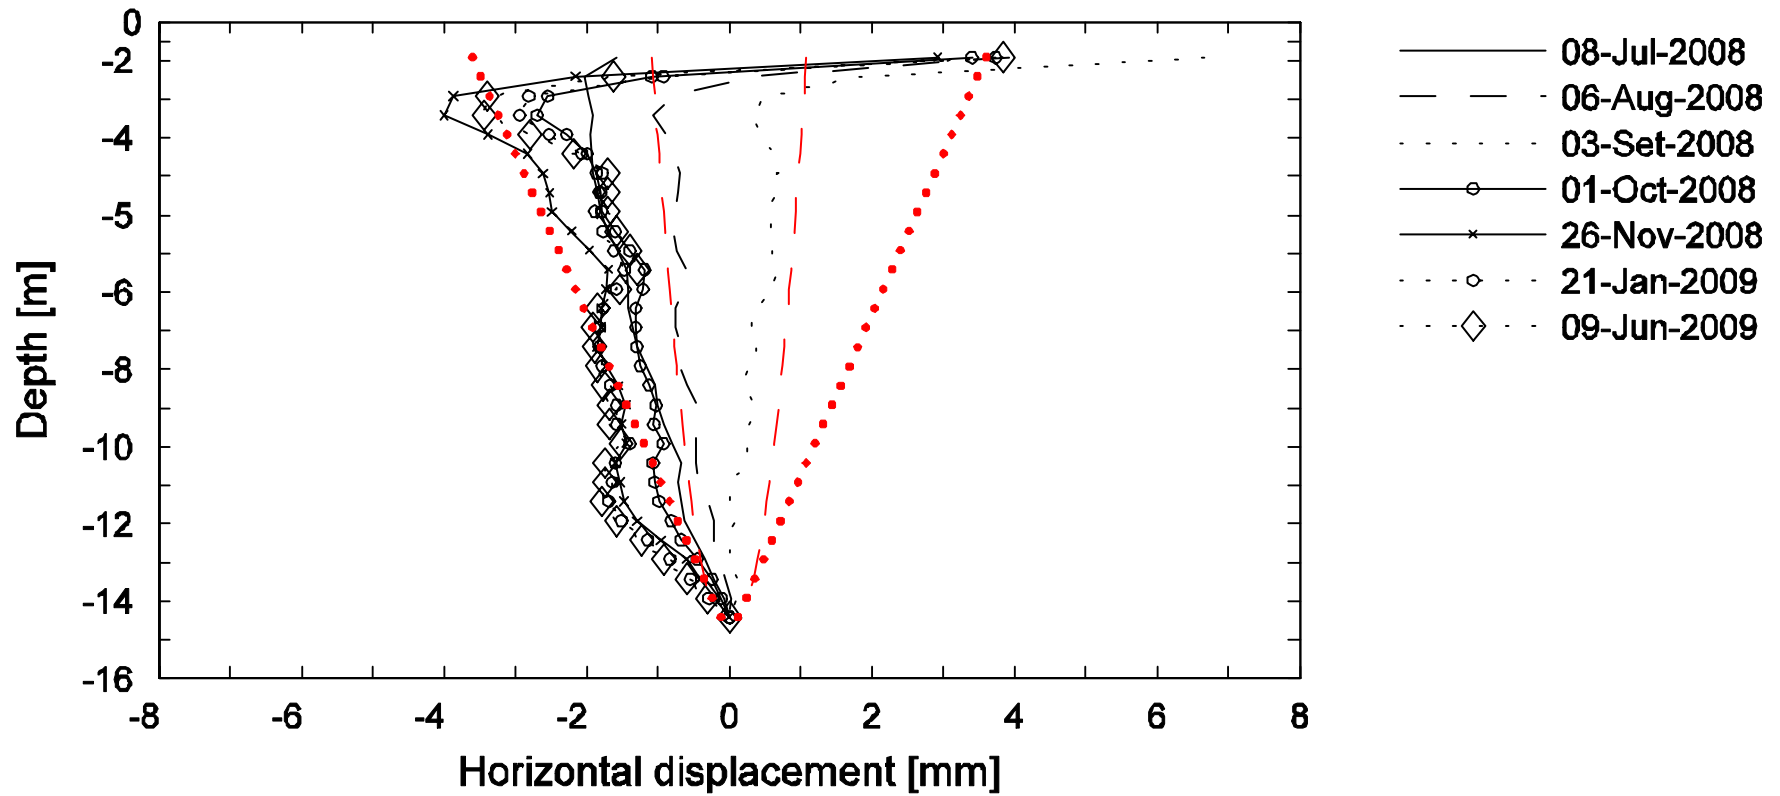 0
-2
-4
-5
-6
-8
-10
-12
-14
-16
-8
-6
-4
-2
0
2
4
6
8
Depth [m]
Horizontal displacement [mm]
08-Jul-2008
06-Aug-2008
03-Set-2008
01-Oct-2008
26-Nov-2008
21-Jan-2009
09-Jun-2009